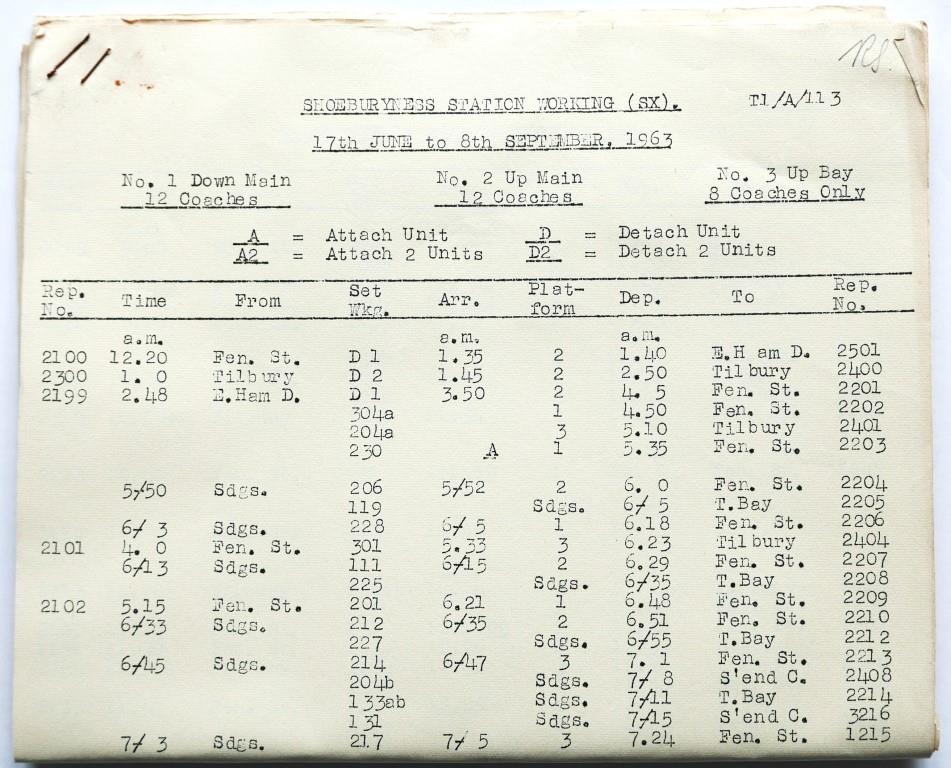 11 RS.
SHOEBURYNESS STATION WORKING (SX). T1/A/113
17th JUNE to 8th SEPTEMBER, 1963
No. 1 Down Main No. 2 Up Main No. 3 Up Bay
12 Coaches 12 Coaches 8 Coaches Only
A = Attach Unit D = Detach Unit
A2 = Attach 2 Units D2 = Detach 2 Units
Rep. Set Plat- Rep.
No. Time From Wkg. Arr. form Dep. To No.
a.m. a.m. a.m.
2100 12.20 Fen. St. D 1 1.35 2 1.40 E.H am D. 2501
2300 1. 0 Tilbury D 2 1.45 2 2.50 Tilbury 2400
2199 2.48 E.Ham D. D 1 3.50 2 4. 5 Fen. St. 2201
304a 1 4.50 Fen. St. 2202
204a 3 5.10 Tilbury 2401
230 A 1 5.35 Fen. St. 2203
5/50 Sdgs. 206 5/52 2 6. 0 Fen. St. 2204
119 Sdgs. 6/ 5 T.Bay 2205
6/ 3 Sdgs. 228 6/ 5 1 6.18 Fen. St. 2206
2101 4. 0 Fen. St. 301 5.33 3 6.23 Tilbury 2404
6/13 Sdgs. 111 6/15 2 6.29 Fen. St. 2207
225 Sdgs. 6/35 T.Bay 2208
2102 5.15 Fen. St. 201 6.21 1 6.48 Fen. St. 2209
6/33 Sdgs. 212 6/35 2 6.51 Fen. St. 2210
227 Sdgs. 6/55 T.Bay 2212
6/45 Sdgs. 214 6/47 3 7. 1 Fen. St. 2213
204b Sdgs. 7/ 8 S'end C. 2408
133ab Sdgs. 7/11 T.Bay 2214
131 Sdgs. 7/15 S'end C. 3216
7/ 3 Sdgs. 217 7/ 5 3 7.24 Fen. St. 1215